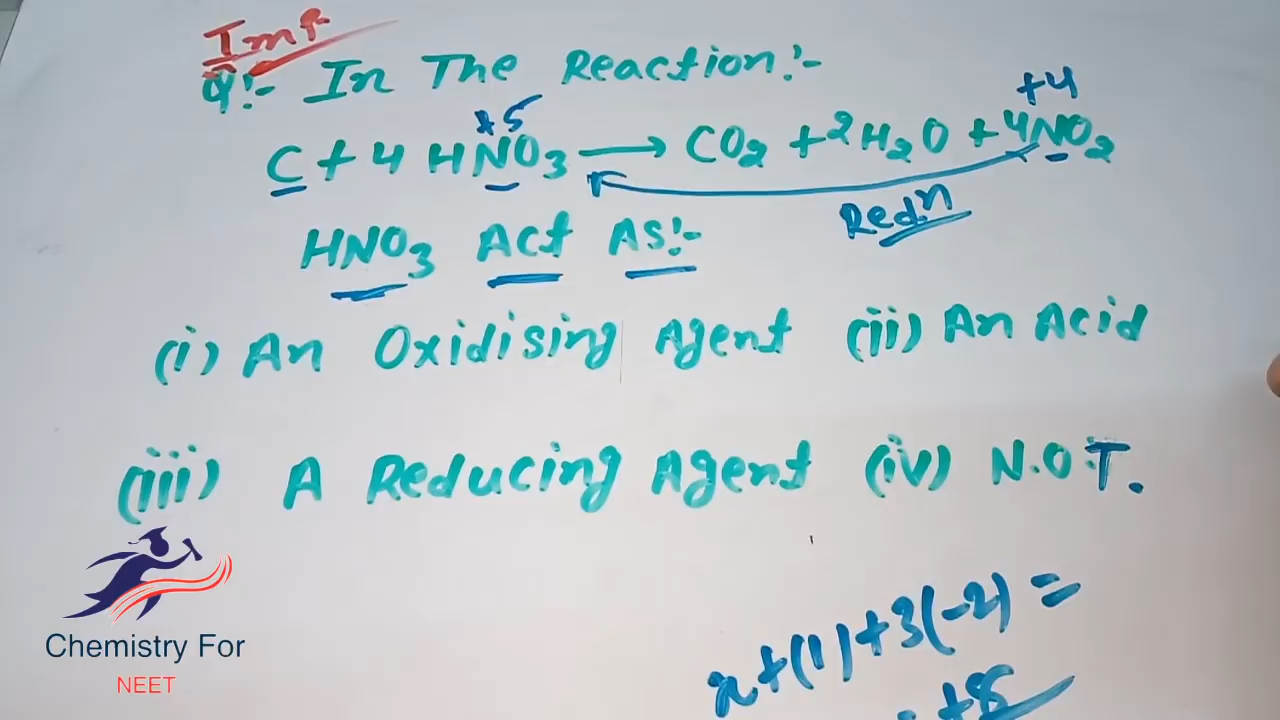 Imp
Q:- In The Reaction:-
+5 +4
C + 4 HNO3 → CO2 + 2H2O + 4NO2
Redn
HNO3 Act As:-
(i) An Oxidising Agent (ii) An Acid
(iii) A Reducing Agent (iv) N.O.T.
x+(1)+3(-2) =
Chemistry For
NEET